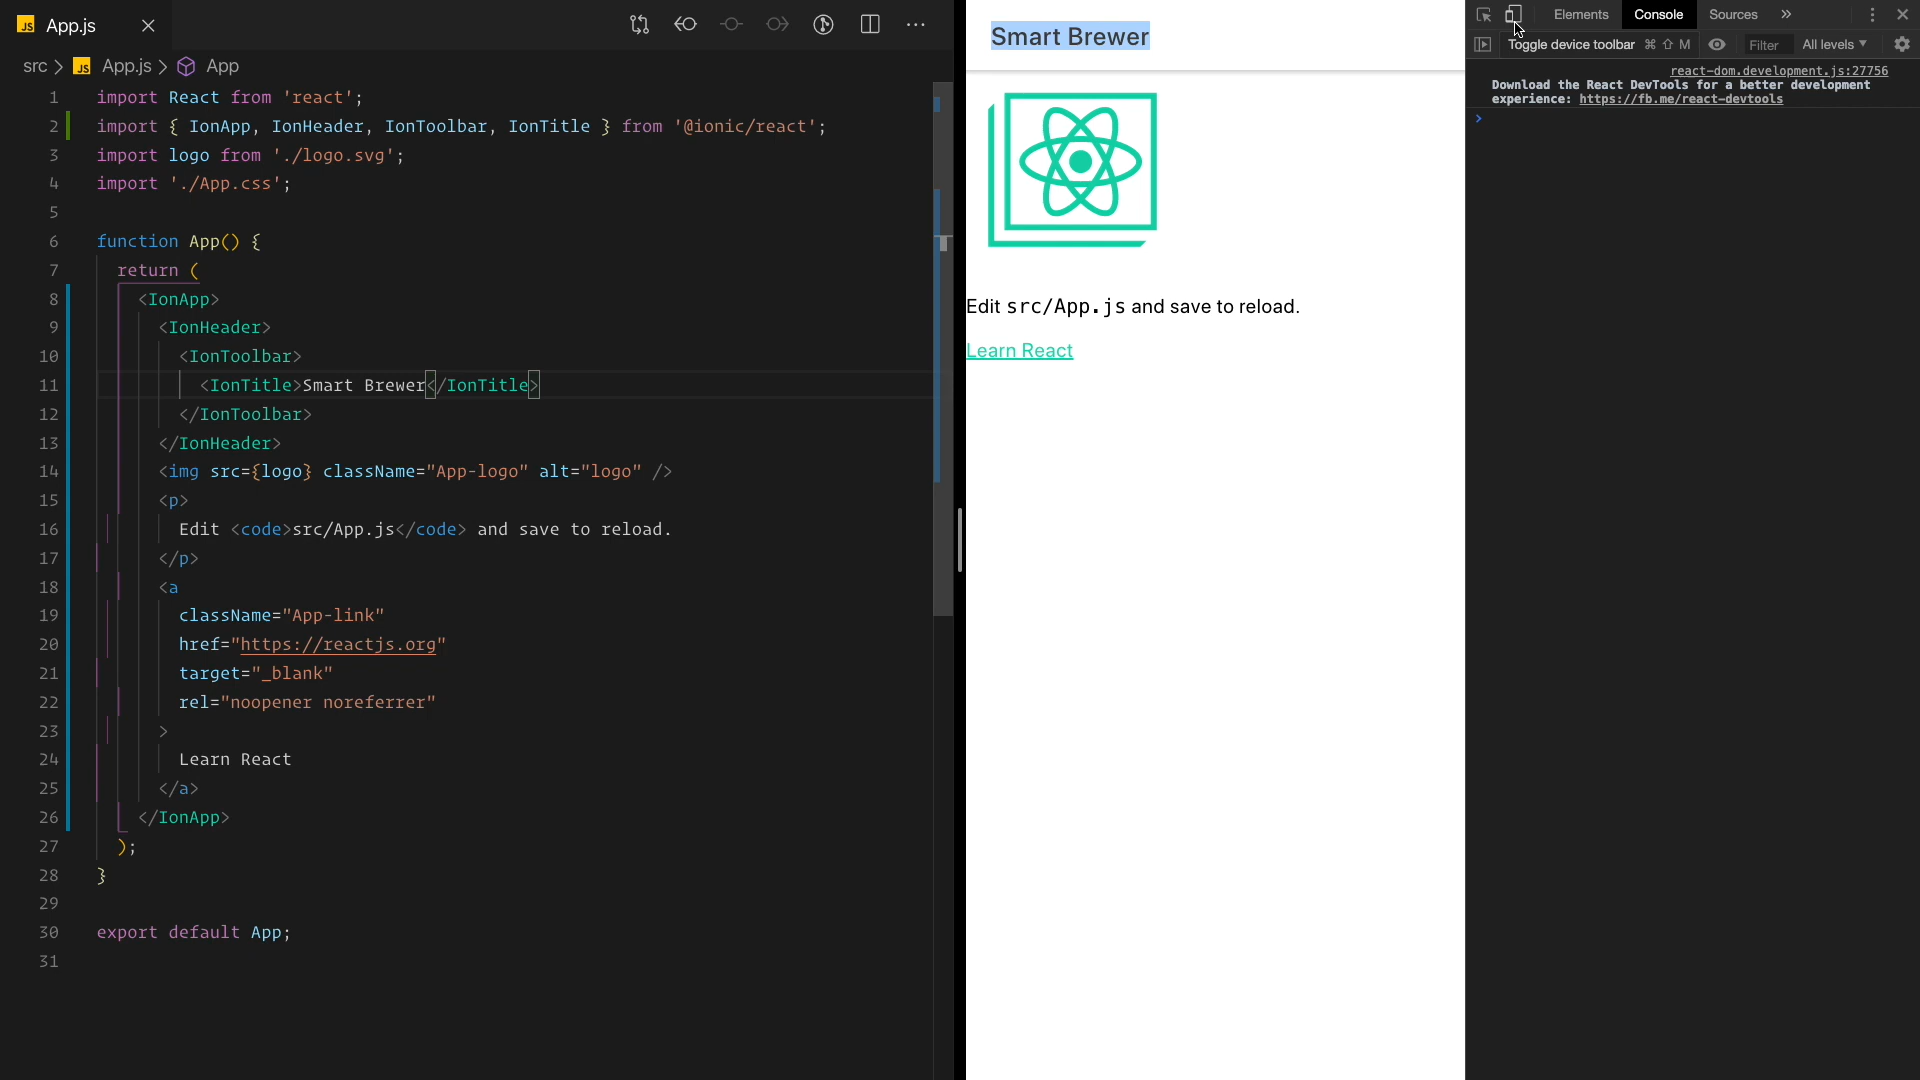 JS App.js
src > JS App.js > App
1 import React from 'react';
2 import { IonApp, IonHeader, IonToolbar, IonTitle } from '@ionic/react';
3 import logo from './logo.svg';
4 import './App.css';
5
6 function App() {
7 return (
8 <IonApp>
9 <IonHeader>
10 <IonToolbar>
11 <IonTitle>Smart Brewer</IonTitle>
12 </IonToolbar>
13 </IonHeader>
14 <img src={logo} className="App-logo" alt="logo" />
15 <p>
16 Edit <code>src/App.js</code> and save to reload.
17 </p>
18 <a
19 className="App-link"
20 href="https://reactjs.org"
21 target="_blank"
22 rel="noopener noreferrer"
23 >
24 Learn React
25 </a>
26 </IonApp>
27 );
28 }
29
30 export default App;
31
Smart Brewer
Edit src/App.js and save to reload.
Learn React
Elements Console Sources »
Toggle device toolbar ⌘ ⇧ M Filter All levels ▼
react-dom.development.js:27756
Download the React DevTools for a better development
experience: https://fb.me/react-devtools
>